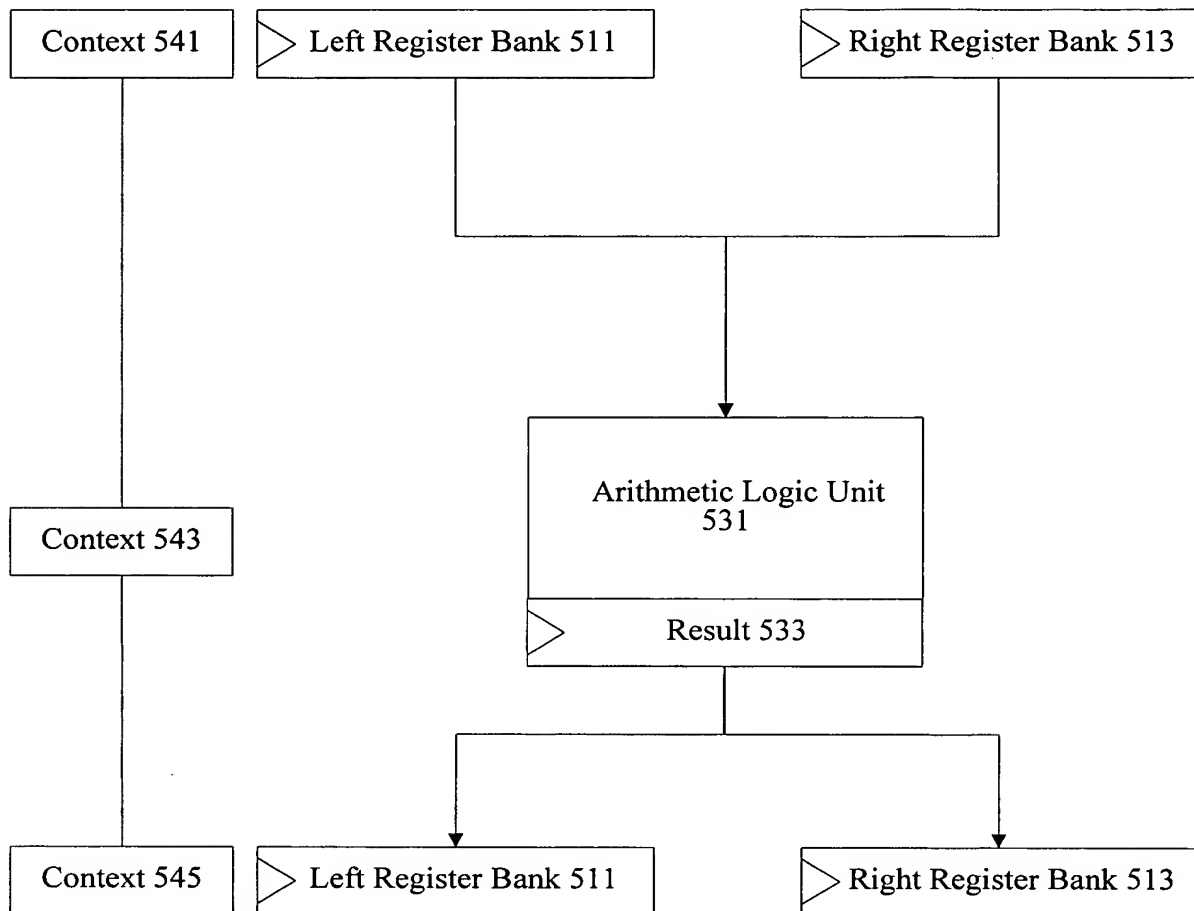 Context 541
Left Register Bank 511
Right Register Bank 513
Arithmetic Logic Unit
531
Context 543
Result 533
Context 545
Left Register Bank 511
Right Register Bank 513